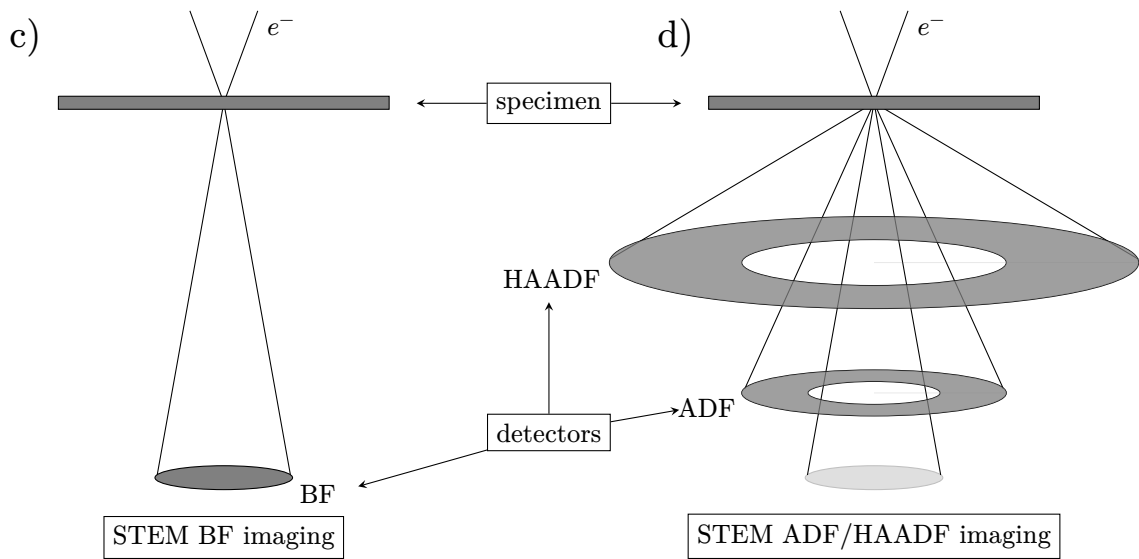 c)
e⁻
d)
e⁻
specimen
HAADF
ADF
detectors
BF
STEM BF imaging
STEM ADF/HAADF imaging